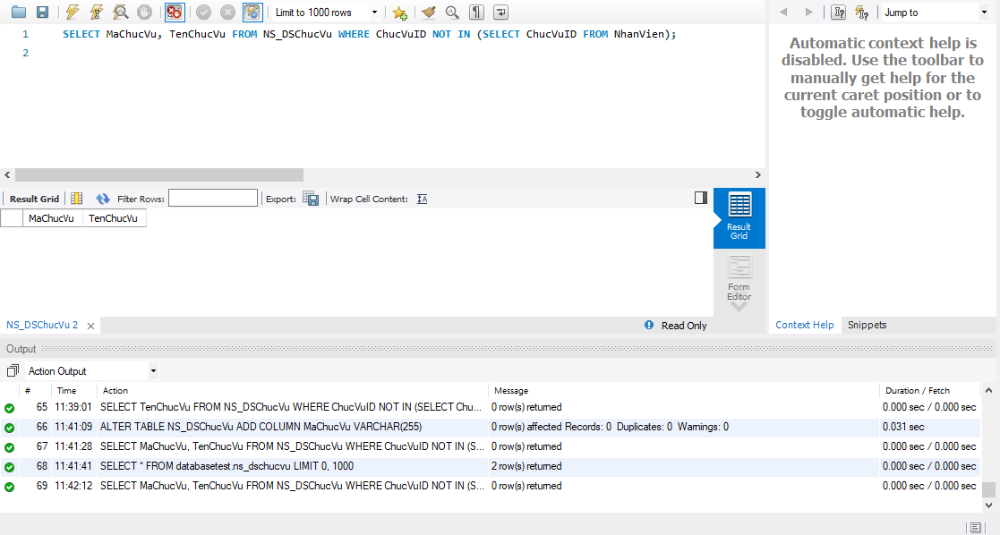 Limit to 1000 rows
Jump to
1 SELECT MaChucVu, TenChucVu FROM NS_DSChucVu WHERE ChucVuID NOT IN (SELECT ChucVuID FROM NhanVien);
2
Automatic context help is
disabled. Use the toolbar to
manually get help for the
current caret position or to
toggle automatic help.
Result Grid Filter Rows: Export: Wrap Cell Content:
MaChucVu TenChucVu
Result
Grid
Form
Editor
NS_DSChucVu 2
Read Only
Context Help Snippets
Output
Action Output
# Time Action Message Duration / Fetch
65 11:39:01 SELECT TenChucVu FROM NS_DSChucVu WHERE ChucVuID NOT IN (SELECT Chu... 0 row(s) returned 0.000 sec / 0.000 sec
66 11:41:09 ALTER TABLE NS_DSChucVu ADD COLUMN MaChucVu VARCHAR(255) 0 row(s) affected Records: 0 Duplicates: 0 Warnings: 0 0.031 sec
67 11:41:28 SELECT MaChucVu, TenChucVu FROM NS_DSChucVu WHERE ChucVuID NOT IN (S... 0 row(s) returned 0.000 sec / 0.000 sec
68 11:41:41 SELECT * FROM databasetest.ns_dschucvu LIMIT 0, 1000 2 row(s) returned 0.000 sec / 0.000 sec
69 11:42:12 SELECT MaChucVu, TenChucVu FROM NS_DSChucVu WHERE ChucVuID NOT IN (S... 0 row(s) returned 0.000 sec / 0.000 sec